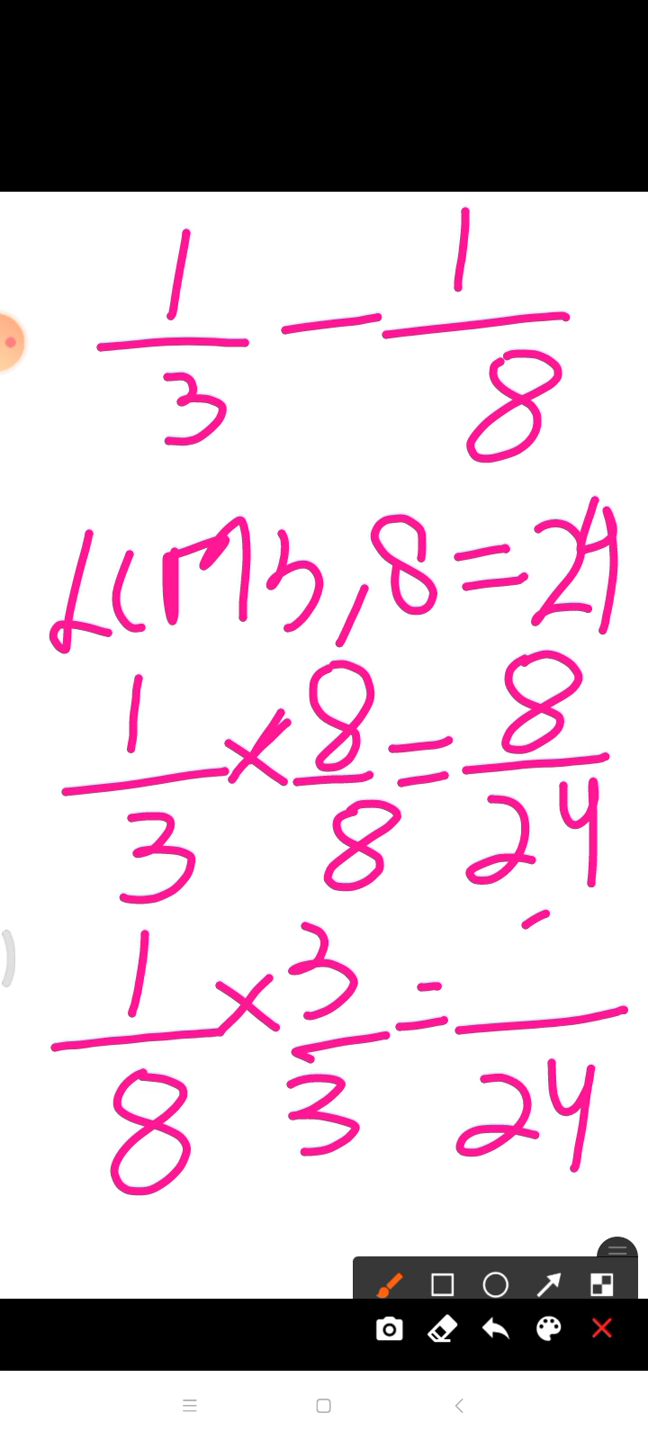 1/3 - 1/8
LCM 3,8=24
1/3 × 8/8 = 8/24
1/8 × 3/3 = /24